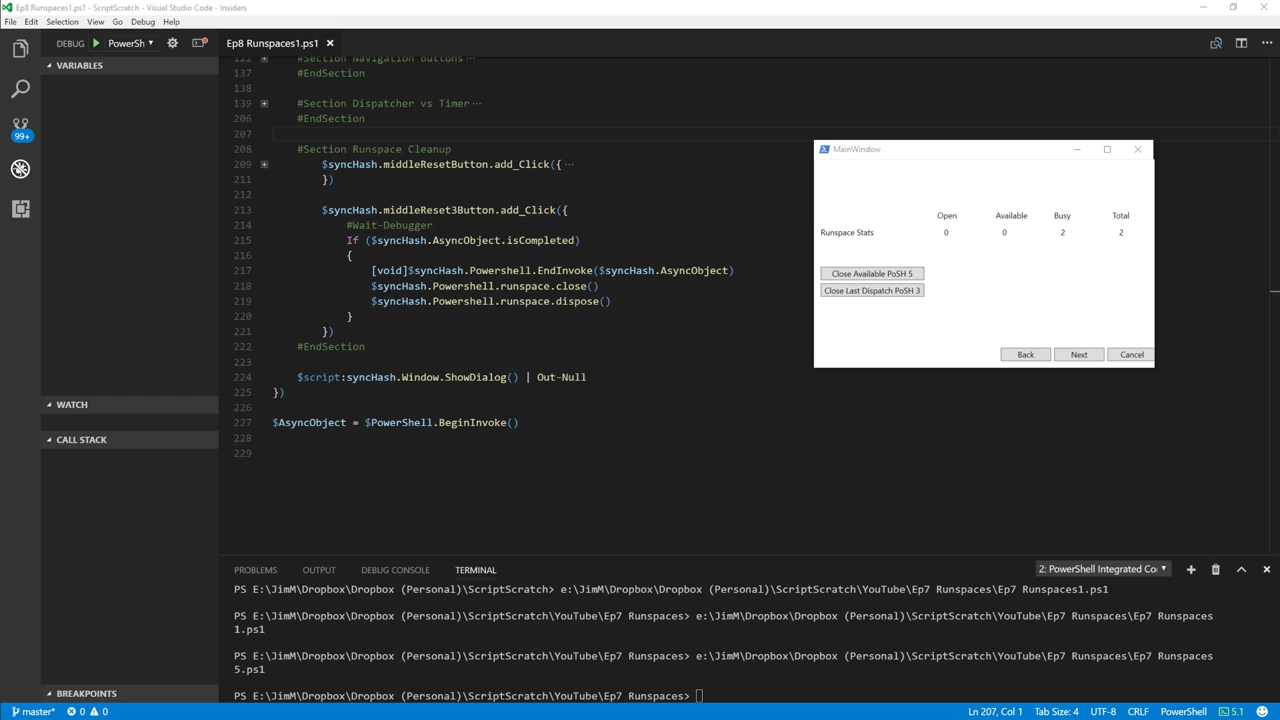 Ep8 Runspaces1.ps1 - ScriptScratch - Visual Studio Code - Insiders
File Edit Selection View Go Debug Help
DEBUG PowerSh
Ep8 Runspaces1.ps1
VARIABLES
WATCH
CALL STACK
BREAKPOINTS
99+
122 #Section Navigation buttons…
137 #EndSection
138
139 #Section Dispatcher vs Timer…
206 #EndSection
207
208 #Section Runspace Cleanup
209 $syncHash.middleResetButton.add_Click({…
211 })
212
213 $syncHash.middleReset3Button.add_Click({
214 #Wait-Debugger
215 If ($syncHash.AsyncObject.isCompleted)
216 {
217 [void]$syncHash.Powershell.EndInvoke($syncHash.AsyncObject)
218 $syncHash.Powershell.runspace.close()
219 $syncHash.Powershell.runspace.dispose()
220 }
221 })
222 #EndSection
223
224 $script:syncHash.Window.ShowDialog() | Out-Null
225 })
226
227 $AsyncObject = $PowerShell.BeginInvoke()
228
229
MainWindow
Open Available Busy Total
Runspace Stats 0 0 2 2
Close Available PoSH 5
Close Last Dispatch PoSH 3
Back Next Cancel
PROBLEMS OUTPUT DEBUG CONSOLE TERMINAL
2: PowerShell Integrated Co
PS E:\JimM\Dropbox\Dropbox (Personal)\ScriptScratch> e:\JimM\Dropbox\Dropbox (Personal)\ScriptScratch\YouTube\Ep7 Runspaces\Ep7 Runspaces1.ps1
PS E:\JimM\Dropbox\Dropbox (Personal)\ScriptScratch\YouTube\Ep7 Runspaces> e:\JimM\Dropbox\Dropbox (Personal)\ScriptScratch\YouTube\Ep7 Runspaces\Ep7 Runspaces
1.ps1
PS E:\JimM\Dropbox\Dropbox (Personal)\ScriptScratch\YouTube\Ep7 Runspaces> e:\JimM\Dropbox\Dropbox (Personal)\ScriptScratch\YouTube\Ep7 Runspaces\Ep7 Runspaces
5.ps1
PS E:\JimM\Dropbox\Dropbox (Personal)\ScriptScratch\YouTube\Ep7 Runspaces>
master* 0 0 Ln 207, Col 1 Tab Size: 4 UTF-8 CRLF PowerShell 5.1